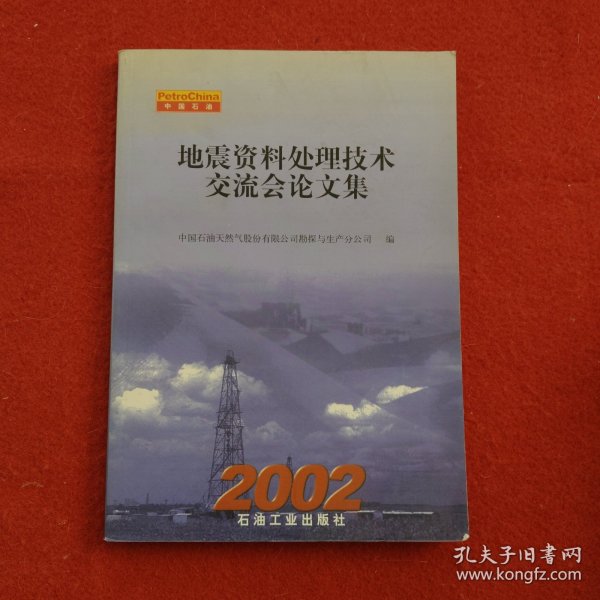 PetroChina
中国石油
地震资料处理技术
交流会论文集
中国石油天然气股份有限公司勘探与生产分公司 编
2002
石油工业出版社
孔夫子旧书网
www.kongfz.com